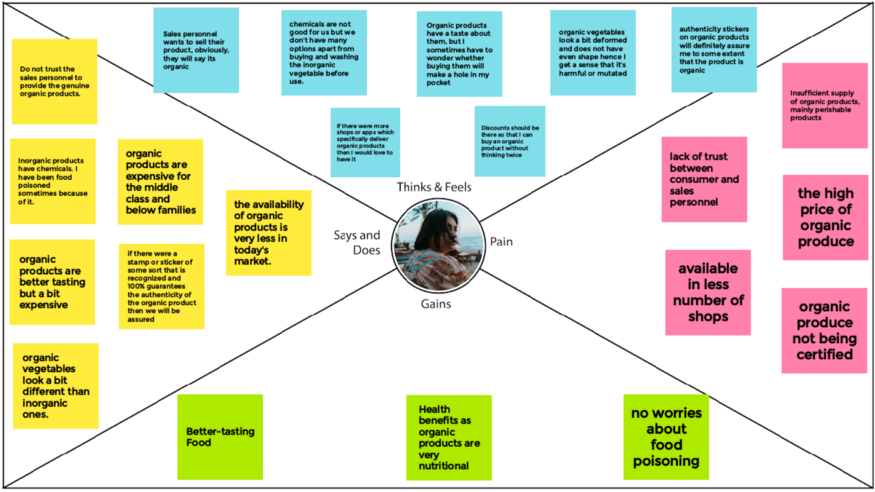 Sales personnel
wants to sell their
product, obviously,
they will say its
organic
chemicals are not
good for us but we
don't have many
options apart from
buying and washing
the inorganic
vegetable before
use.
Organic products
have a taste about
them, but I
sometimes have to
wonder whether
buying them will
make a hole in my
pocket
organic vegetables
look a bit deformed
and does not have
even shape hence I
get a sense that it's
harmful or mutated
authenticity stickers
on organic products
will definitely assure
me to some extent
that the product is
organic
if there were more
shops or apps which
specifically deliver
organic products
then I would love to
have it
Discounts should be
there so that I can
buy an organic
product without
thinking twice
Thinks & Feels
Do not trust the
sales personnel to
provide the genuine
organic products.
Inorganic products
have chemicals. I
have been food
poisoned
sometimes because
of it.
organic
products are
expensive for
the middle
class and
below families
the availability
of organic
products is
very less in
today's
market.
organic
products are
better tasting
but a bit
expensive
if there were a
stamp or sticker of
some sort that is
recognized and
100% guarantees
the authenticity of
the organic product
then we will be
assured
organic
vegetables
look a bit
different than
inorganic
ones.
Says and
Does
Pain
Insufficient supply
of organic products,
mainly perishable
products
lack of trust
between
consumer and
sales
personnel
the high
price of
organic
produce
available
in less
number of
shops
organic
produce
not being
certified
Gains
Better-tasting
Food
Health
benefits as
organic
products are
very
nutritional
no worries
about
food
poisoning